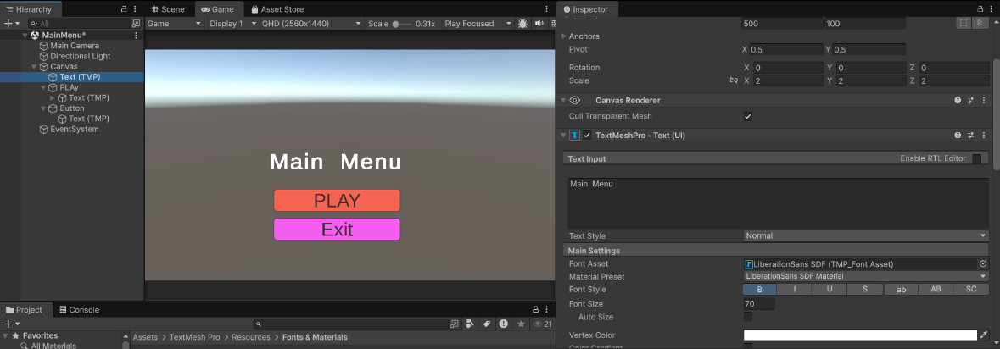 Hierarchy
Scene
Game
Asset Store
Inspector
All
Game
Display 1
QHD (2560x1440)
Scale
0.31x
Play Focused
500
100
MainMenu*
Main Camera
Directional Light
Canvas
Text (TMP)
PLAy
Text (TMP)
Button
Text (TMP)
EventSystem
Anchors
Pivot
X 0.5
Y 0.5
Rotation
X 0
Y 0
Z 0
Scale
X 2
Y 2
Z 2
Canvas Renderer
Cull Transparent Mesh
TextMeshPro - Text (UI)
Text Input
Enable RTL Editor
Main Menu
Main Menu
PLAY
Exit
Text Style
Normal
Main Settings
Font Asset
LiberationSans SDF (TMP_Font Asset)
Material Preset
LiberationSans SDF Material
Font Style
B
I
U
S
ab
AB
SC
Font Size
70
Auto Size
Vertex Color
Color Gradient
Project
Console
21
Favorites
All Materials
Assets > TextMesh Pro > Resources > Fonts & Materials